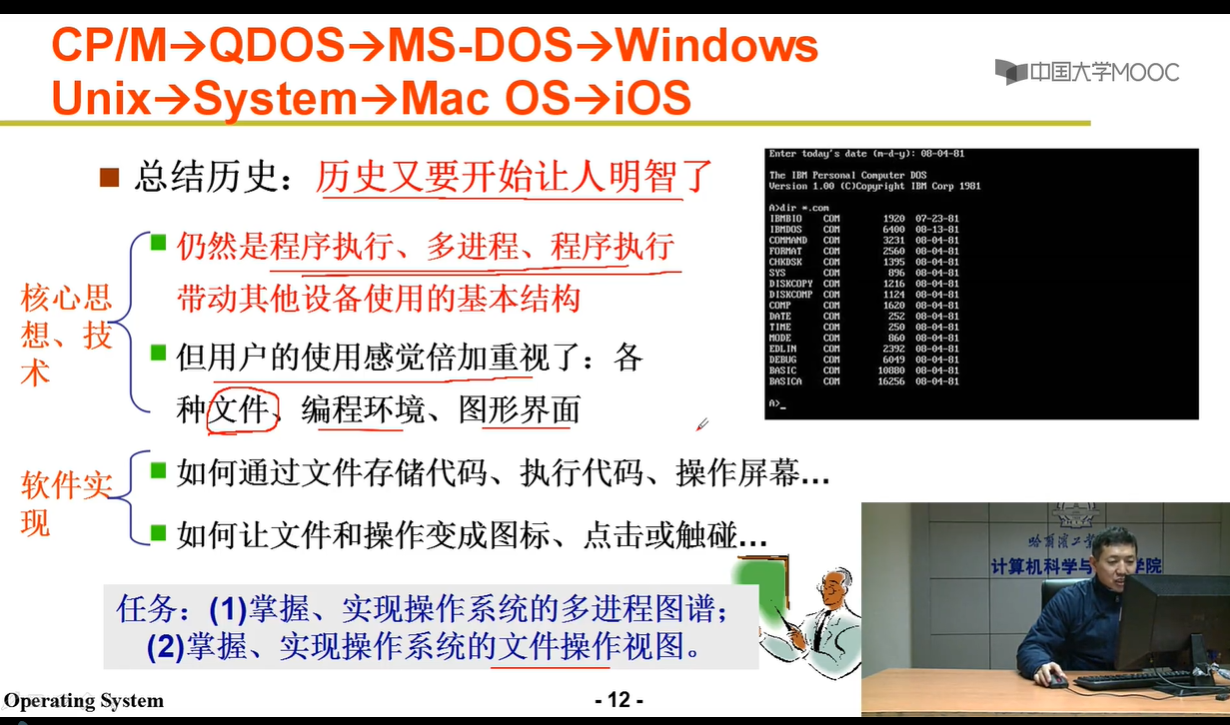 CP/M→QDOS→MS-DOS→Windows
Unix→System→Mac OS→iOS
中国大学MOOC
总结历史：历史又要开始让人明智了
核心思
想、技
术
仍然是程序执行、多进程、程序执行
带动其他设备使用的基本结构
但用户的使用感觉倍加重视了：各
种文件、编程环境、图形界面
软件实
现
如何通过文件存储代码、执行代码、操作屏幕...
如何让文件和操作变成图标、点击或触碰...
任务：(1)掌握、实现操作系统的多进程图谱；
(2)掌握、实现操作系统的文件操作视图。
Enter today's date (m-d-y): 08-04-81
The IBM Personal Computer DOS
Version 1.00 (C)Copyright IBM Corp 1981
A>dir *.com
IBMBIO COM 1920 07-23-81
IBMDOS COM 6400 08-13-81
COMMAND COM 3231 08-04-81
FORMAT COM 2560 08-04-81
CHKDSK COM 1395 08-04-81
SYS COM 896 08-04-81
DISKCOPY COM 1216 08-04-81
DISKCOMP COM 1124 08-04-81
COMP COM 1620 08-04-81
DATE COM 252 08-04-81
TIME COM 250 08-04-81
MODE COM 860 08-04-81
EDLIN COM 2392 08-04-81
DEBUG COM 6049 08-04-81
BASIC COM 10880 08-04-81
BASICA COM 16256 08-04-81
A>_
哈尔滨工业
计算机科学与 学院
Operating System
- 12 -